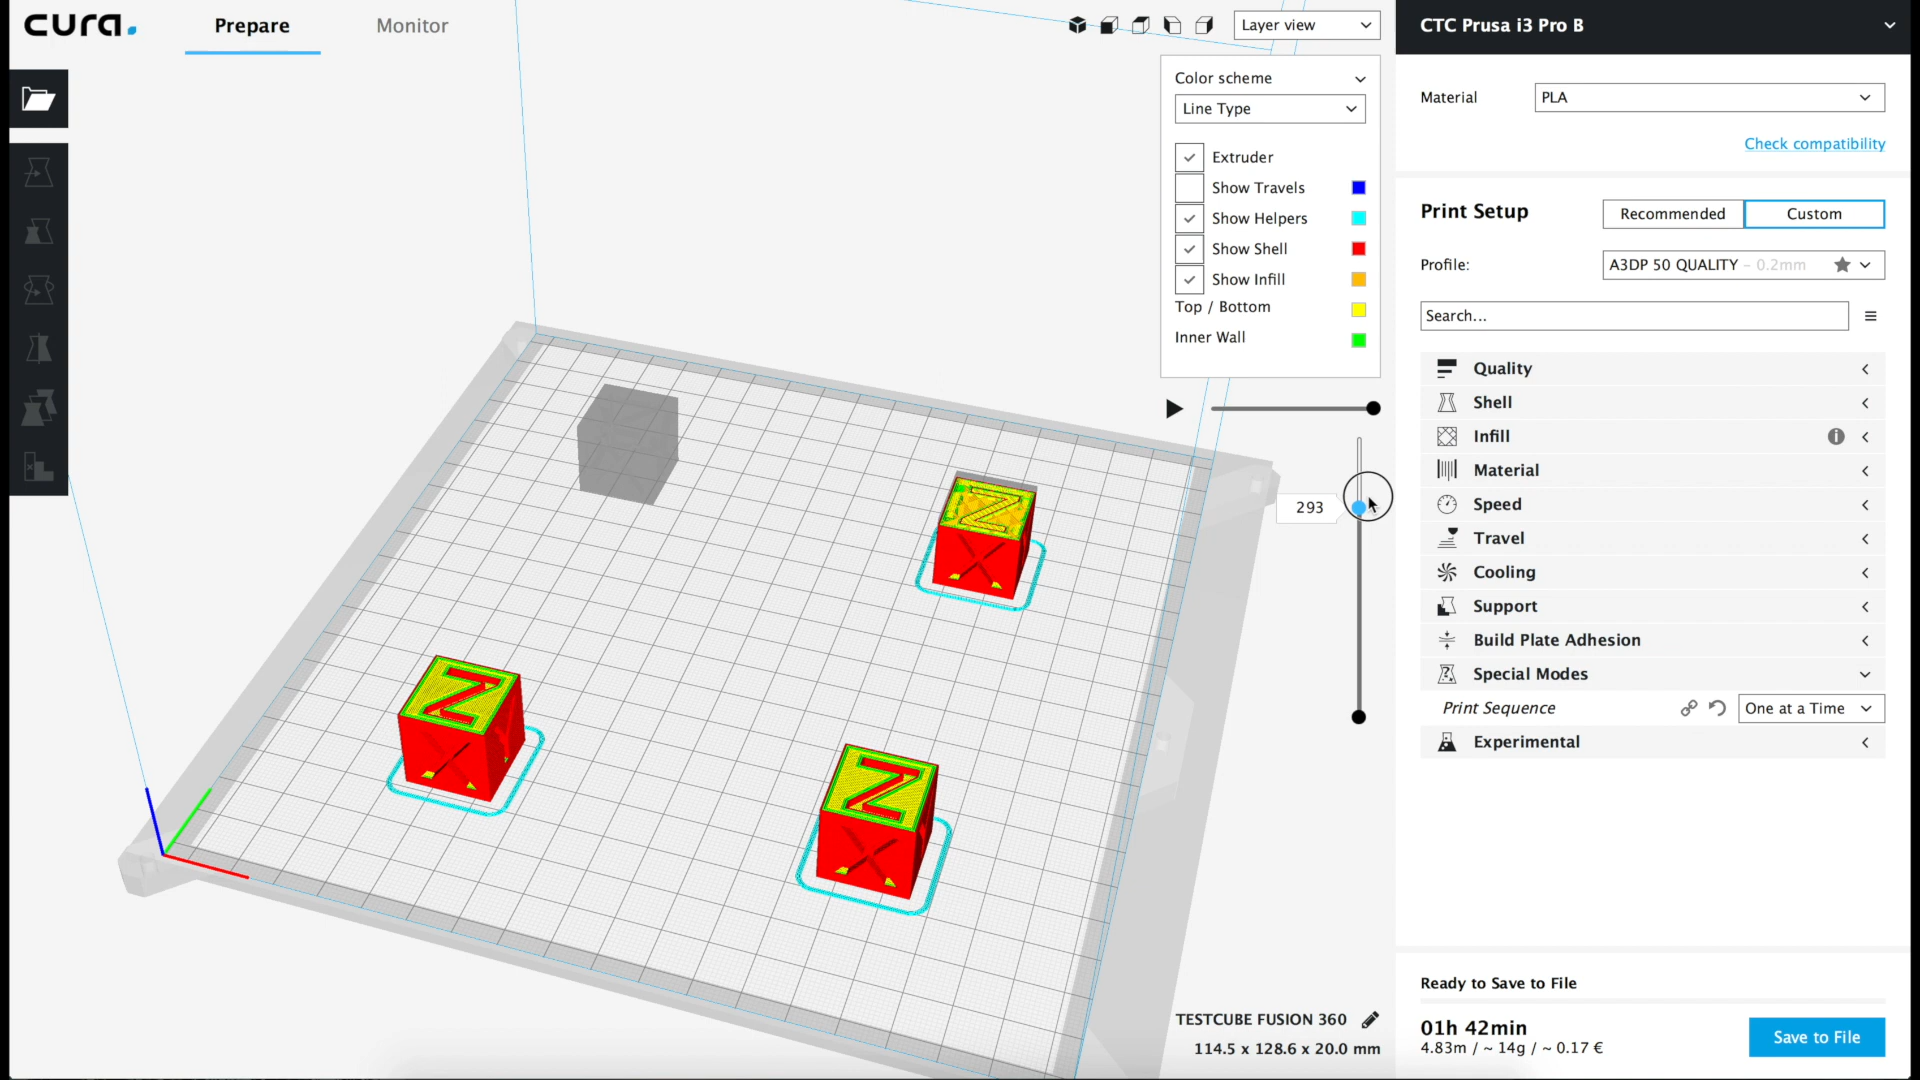 cura.
Prepare
Monitor
Layer view
Color scheme
Line Type
Extruder
Show Travels
Show Helpers
Show Shell
Show Infill
Top / Bottom
Inner Wall
293
Z
X
Z
X
Z
X
TESTCUBE FUSION 360
114.5 x 128.6 x 20.0 mm
CTC Prusa i3 Pro B
Material
PLA
Check compatibility
Print Setup
Recommended
Custom
Profile:
A3DP 50 QUALITY - 0.2mm
Search...
Quality
Shell
Infill
Material
Speed
Travel
Cooling
Support
Build Plate Adhesion
Special Modes
Print Sequence
One at a Time
Experimental
Ready to Save to File
01h 42min
4.83m / ~ 14g / ~ 0.17 €
Save to File